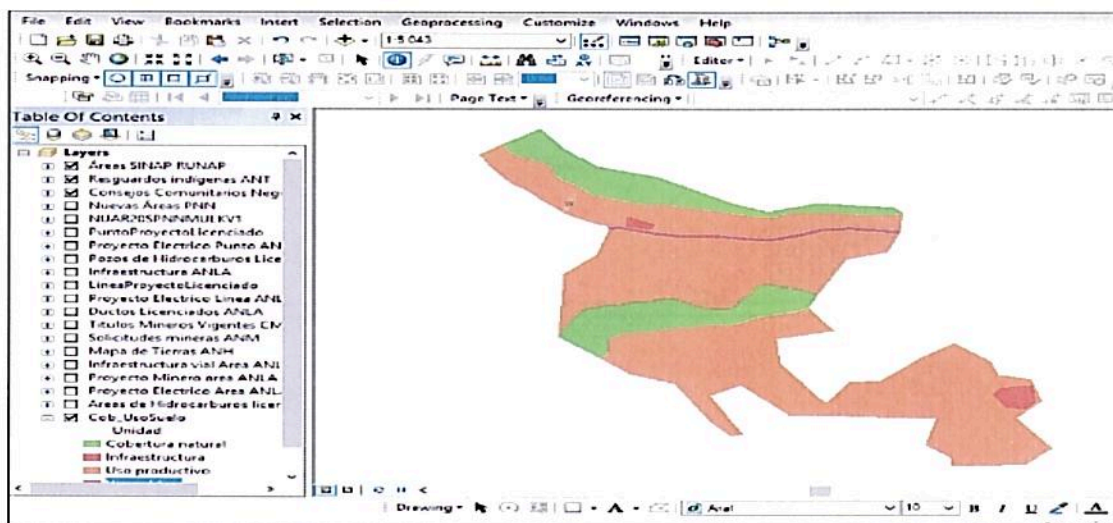 File Edit View Bookmarks Insert Selection Geoprocessing Customize Windows Help
1:5.043
Editor
Snapping
Page Text Georeferencing
Table Of Contents
Layers
Áreas SINAP RUNAP
Resguardos indígenas ANT
Consejos Comunitarios Neg
Nuevas Áreas PNN
PuntoProyectoLicenciado
Proyecto Electrico Punto AN
Pozos de Hidrocarburos Lice
Infraestructura ANLA
LineaProyectoLicenciado
Proyecto Electrico Linea ANL
Ductos Licenciados ANLA
Titulos Mineros Vigentes CM
Solicitudes mineras ANM
Mapa de Tierras ANH
Infraestructura vial Area ANL
Proyecto Minero area ANLA
Proyecto Electrico Area ANL
Areas de Hidrocarburos licer
Cob_UsoSuelo
Unidad
Cobertura natural
Infraestructura
Uso productivo
Drawing A Arial 10 B I U A